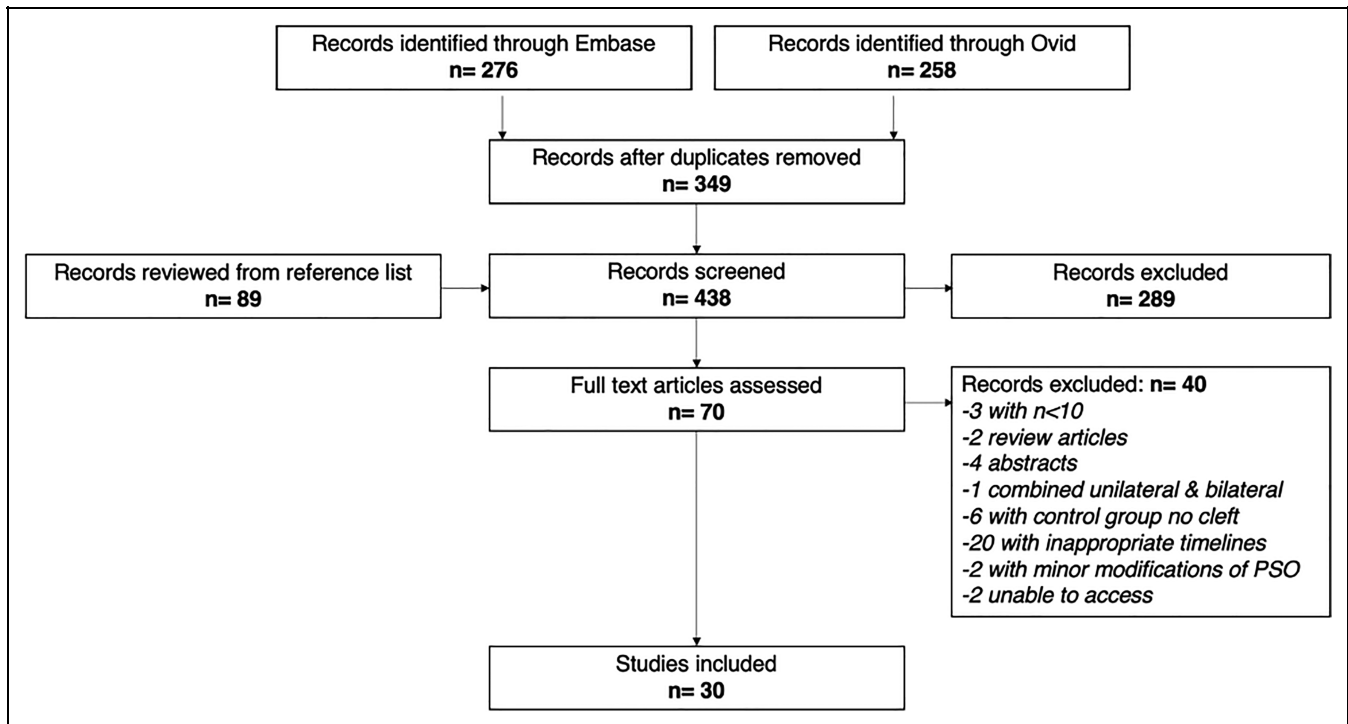 Records identified through Embase
n= 276
Records identified through Ovid
n= 258
Records after duplicates removed
n= 349
Records reviewed from reference list
n= 89
Records screened
n= 438
Records excluded
n= 289
Full text articles assessed
n= 70
Records excluded: n= 40
-3 with n<10
-2 review articles
-4 abstracts
-1 combined unilateral & bilateral
-6 with control group no cleft
-20 with inappropriate timelines
-2 with minor modifications of PSO
-2 unable to access
Studies included
n= 30